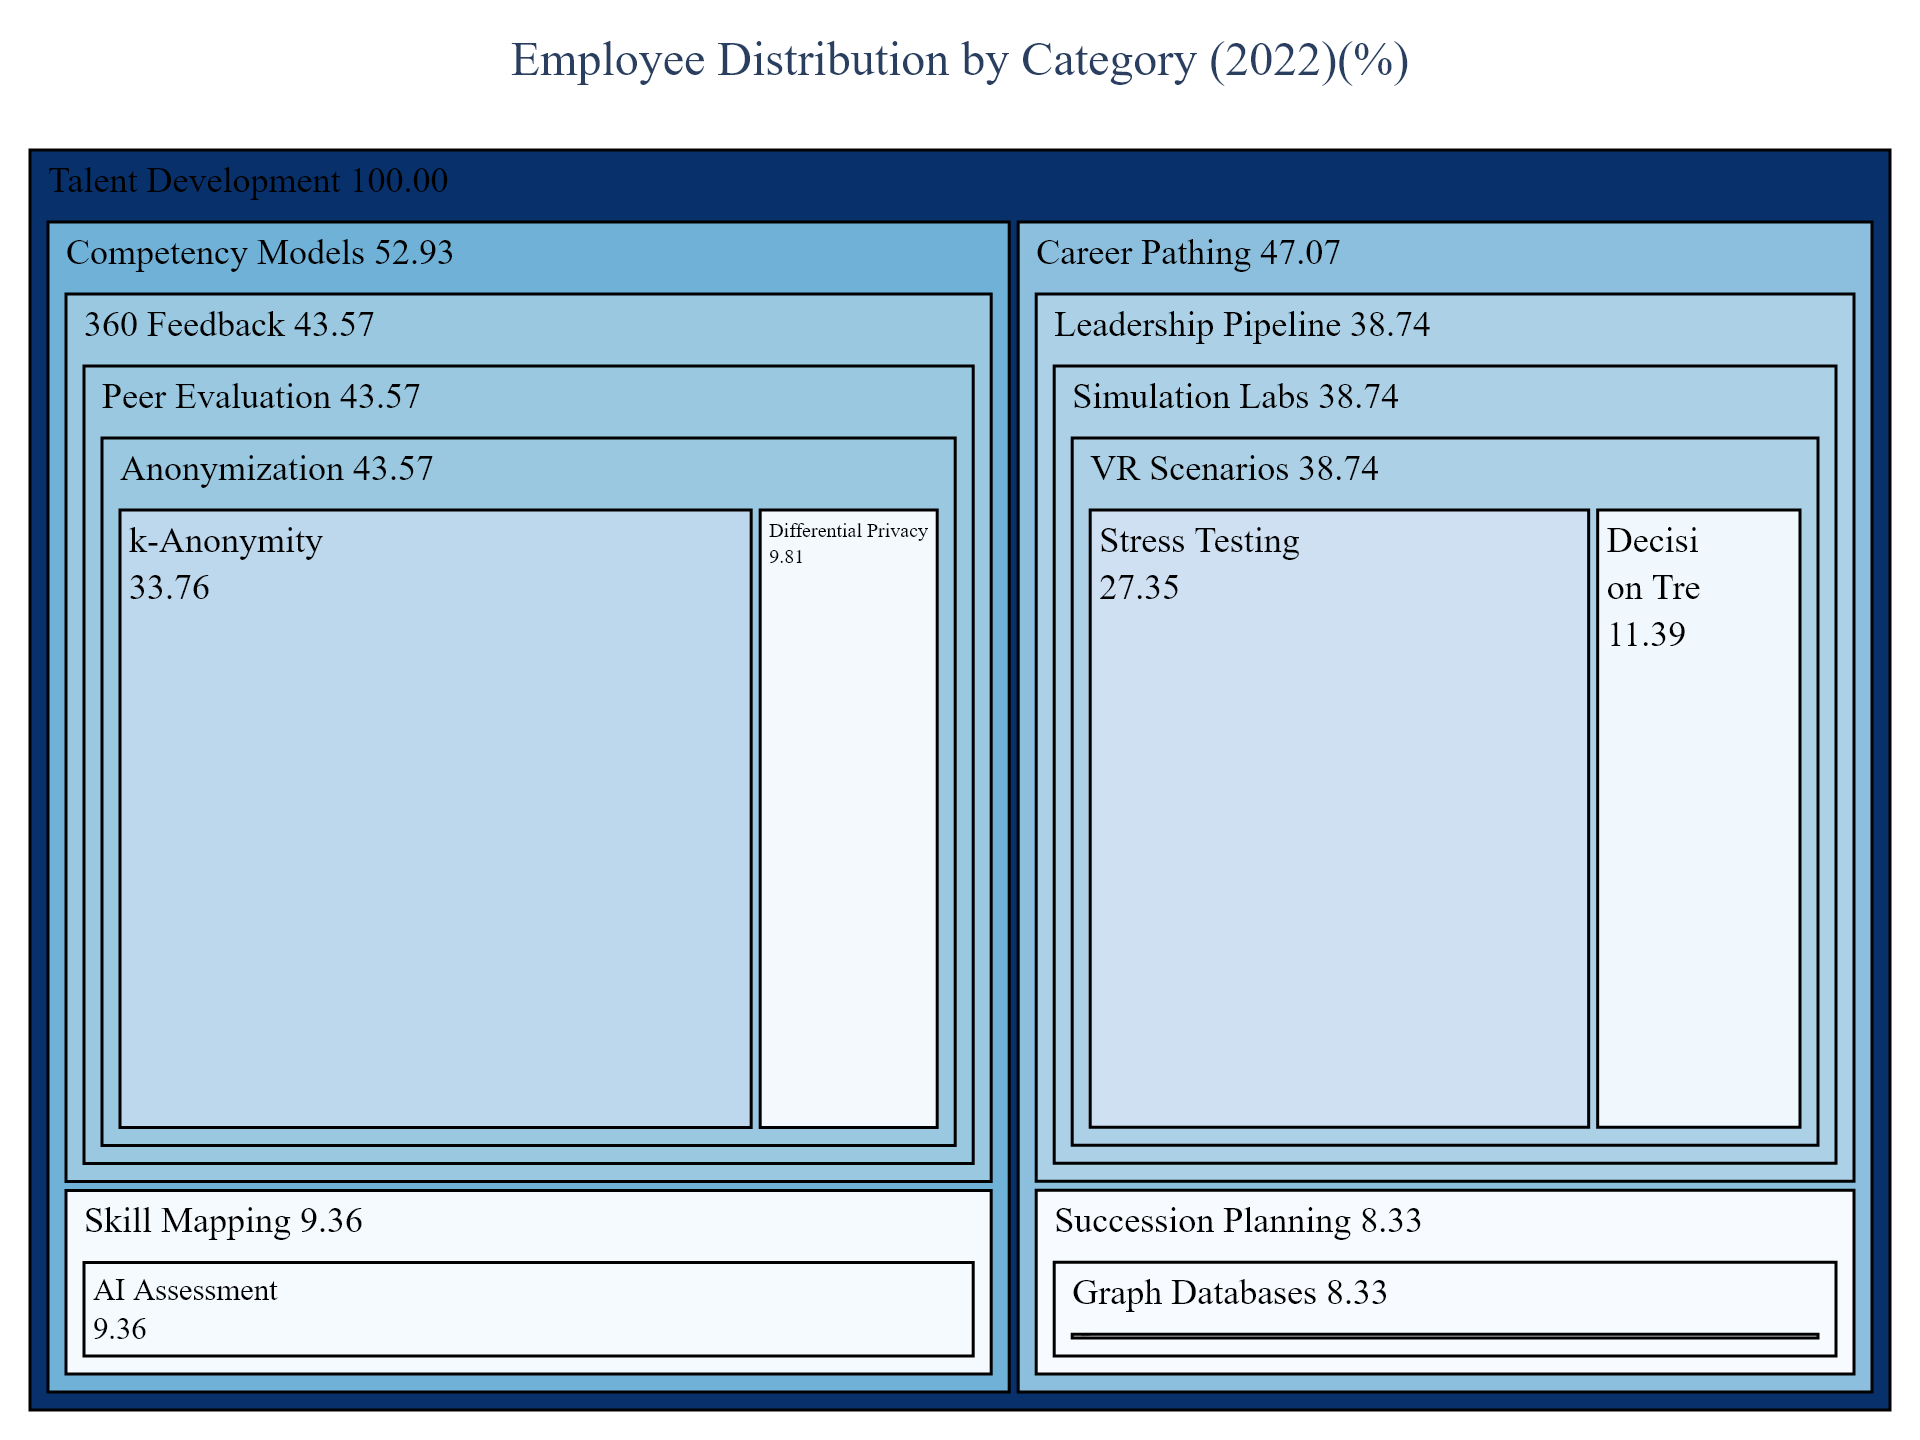 Employee Distribution by Category (2022)(%)
Talent Development 100.00
Competency Models 52.93
360 Feedback 43.57
Peer Evaluation 43.57
Anonymization 43.57
k-Anonymity
33.76
Differential Privacy
9.81
Skill Mapping 9.36
AI Assessment
9.36
Career Pathing 47.07
Leadership Pipeline 38.74
Simulation Labs 38.74
VR Scenarios 38.74
Stress Testing
27.35
Decisi
on Tre
11.39
Succession Planning 8.33
Graph Databases 8.33